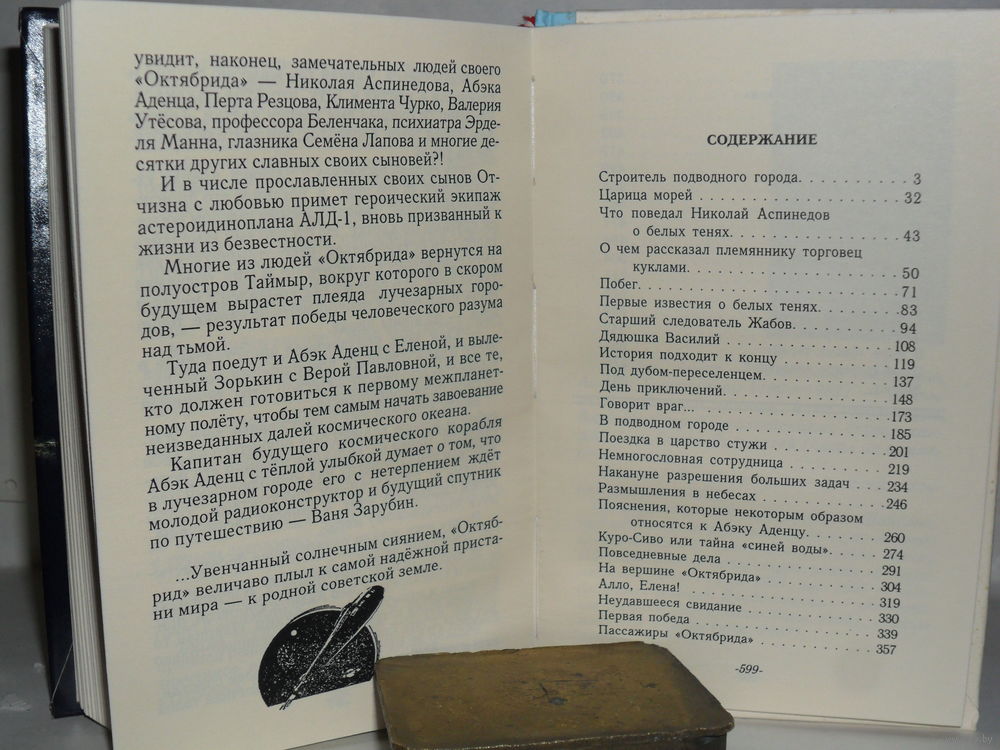 увидит, наконец, замечательных людей своего
«Октябрида» — Николая Аспинедова, Абэка
Аденца, Перта Резцова, Климента Чурко, Валерия
Утёсова, профессора Беленчака, психиатра Эрде-
ля Манна, глазника Семёна Лапова и многие де-
сятки других славных своих сыновей?!
И в числе прославленных своих сынов От-
чизна с любовью примет героический экипаж
астероидиноплана АЛД-1, вновь призванный к
жизни из безвестности.
Многие из людей «Октябрида» вернутся на
полуостров Таймыр, вокруг которого в скором
будущем вырастет плеяда лучезарных горо-
дов, — результат победы человеческого разума
над тьмой.
Туда поедут и Абэк Аденц с Еленой, и выле-
ченный Зорькин с Верой Павловной, и все те,
кто должен готовиться к первому межпланет-
ному полёту, чтобы тем самым начать завоевание
неизведанных далей космического океана.
Капитан будущего космического корабля
Абэк Аденц с тёплой улыбкой думает о том, что
в лучезарном городе его с нетерпением ждёт
молодой радиоконструктор и будущий спутник
по путешествию — Ваня Зарубин.
...Увенчанный солнечным сиянием, «Октяб-
рид» величаво плыл к самой надёжной приста-
ни мира — к родной советской земле.
СОДЕРЖАНИЕ
Строитель подводного города. . . . . . . . . . 3
Царица морей . . . . . . . . . . . . . . . . . . 32
Что поведал Николай Аспинедов
о белых тенях. . . . . . . . . . . . . . 43
О чем рассказал племяннику торговец
куклами. . . . . . . . . . . . . . . . . 50
Побег. . . . . . . . . . . . . . . . . . . . . . 71
Первые известия о белых тенях. . . . . . . . 83
Старший следователь Жабов. . . . . . . . . . 94
Дядюшка Василий . . . . . . . . . . . . . . 108
История подходит к концу . . . . . . . . . . 119
Под дубом-переселенцем. . . . . . . . . . . 137
День приключений. . . . . . . . . . . . . . 148
Говорит враг... . . . . . . . . . . . . . . . . 173
В подводном городе . . . . . . . . . . . . . 185
Поездка в царство стужи . . . . . . . . . . 201
Немногословная сотрудница . . . . . . . . . 219
Накануне разрешения больших задач . . . 234
Размышления в небесах . . . . . . . . . . . 246
Пояснения, которые некоторым образом
относятся к Абэку Аденцу. . . . . . . 260
Куро-Сиво или тайна «синей воды». . . . . 274
Повседневные дела . . . . . . . . . . . . . 291
На вершине «Октябрида» . . . . . . . . . . 304
Алло, Елена! . . . . . . . . . . . . . . . . 319
Неудавшееся свидание . . . . . . . . . . . 330
Первая победа . . . . . . . . . . . . . . . 339
Пассажиры «Октябрида» . . . . . . . . . . 357
-599-